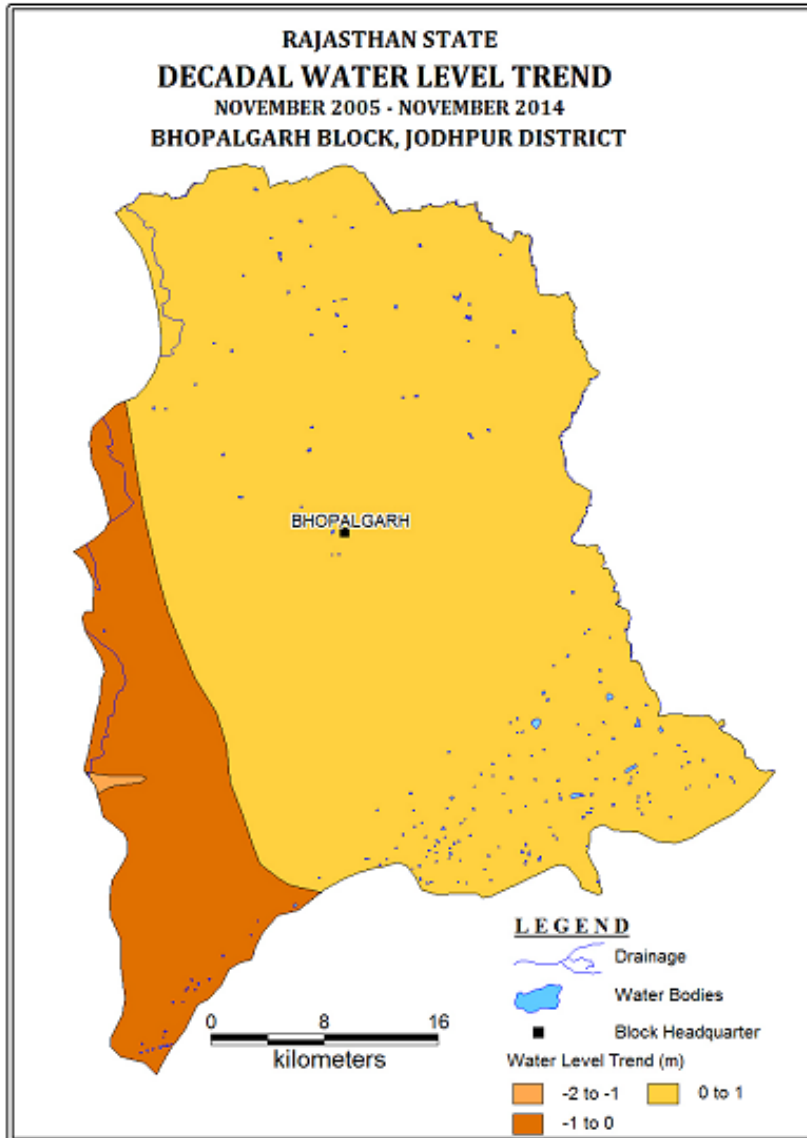 RAJASTHAN STATE
DECADAL WATER LEVEL TREND
NOVEMBER 2005 - NOVEMBER 2014
BHOPALGARH BLOCK, JODHPUR DISTRICT
BHOPALGARH
LEGEND
Drainage
Water Bodies
Block Headquarter
0 8 16
kilometers
Water Level Trend (m)
-2 to -1 0 to 1
-1 to 0